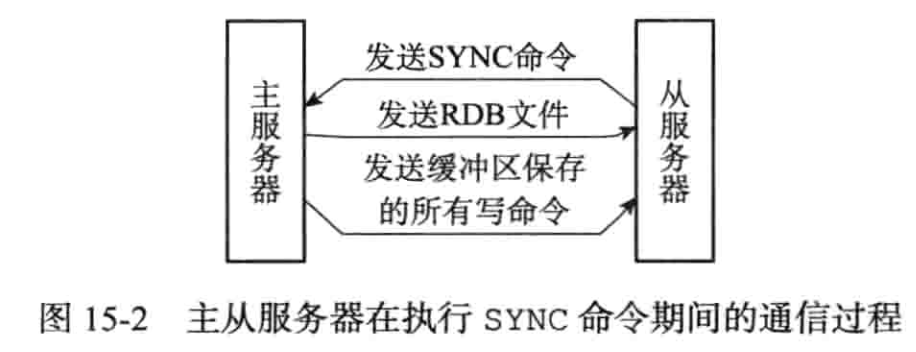 主服务器
发送SYNC命令
发送RDB文件
发送缓冲区保存
的所有写命令
从服务器
图 15-2 主从服务器在执行 SYNC 命令期间的通信过程